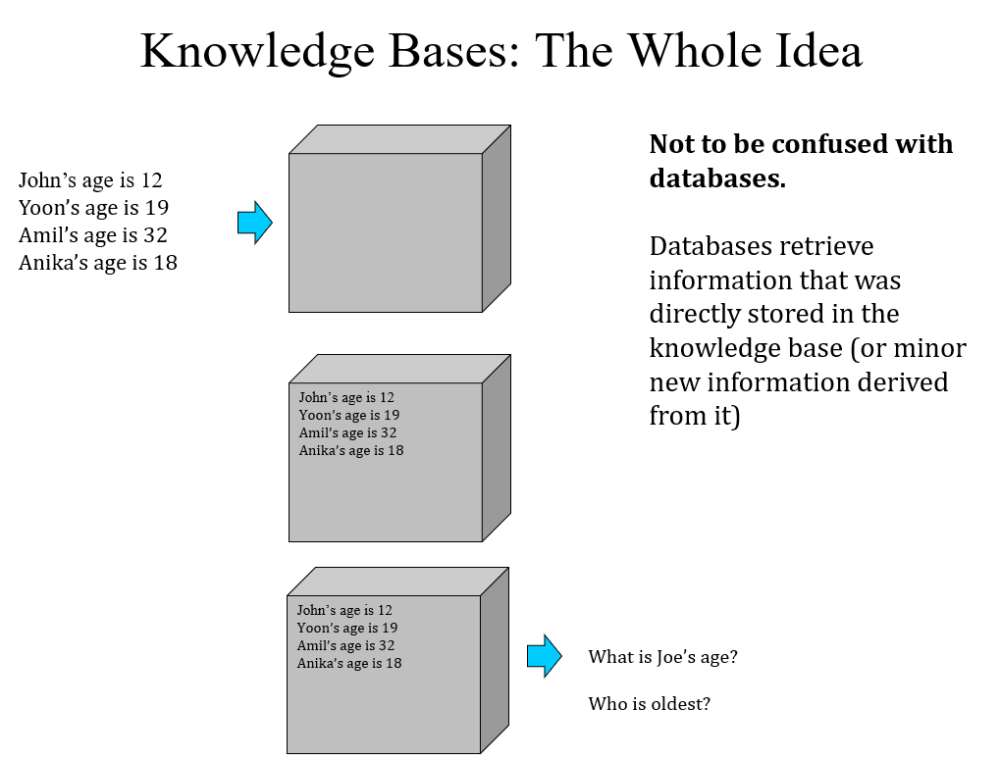 Knowledge Bases: The Whole Idea
John’s age is 12
Yoon’s age is 19
Amil’s age is 32
Anika’s age is 18
Not to be confused with
databases.
Databases retrieve
information that was
directly stored in the
knowledge base (or minor
new information derived
from it)
John’s age is 12
Yoon’s age is 19
Amil’s age is 32
Anika’s age is 18
John’s age is 12
Yoon’s age is 19
Amil’s age is 32
Anika’s age is 18
What is Joe’s age?
Who is oldest?